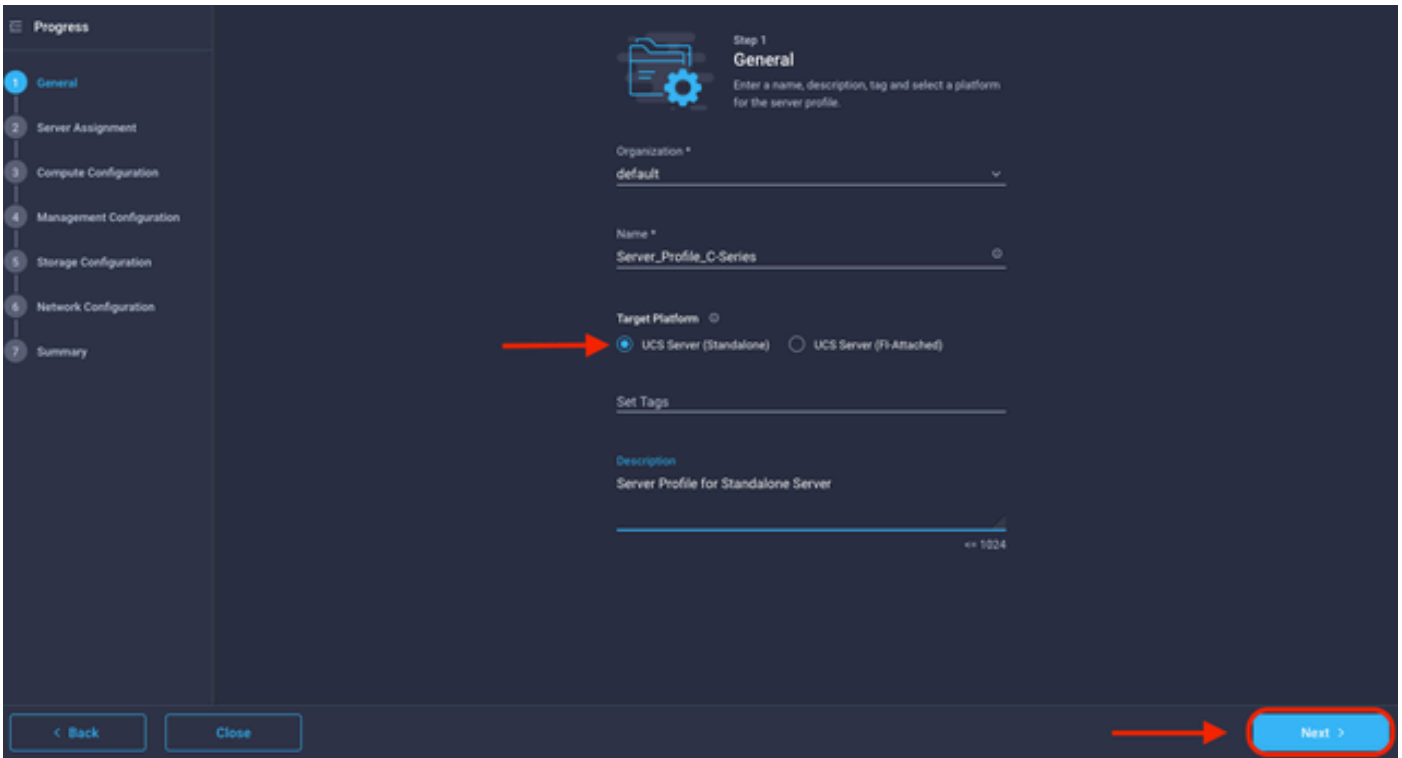 Progress
1 General
2 Server Assignment
3 Compute Configuration
4 Management Configuration
5 Storage Configuration
6 Network Configuration
7 Summary
Step 1
General
Enter a name, description, tag and select a platform
for the server profile.
Organization *
default
Name *
Server_Profile_C-Series
Target Platform
UCS Server (Standalone) UCS Server (FI-Attached)
Set Tags
Description
Server Profile for Standalone Server
<= 1024
< Back Close Next >